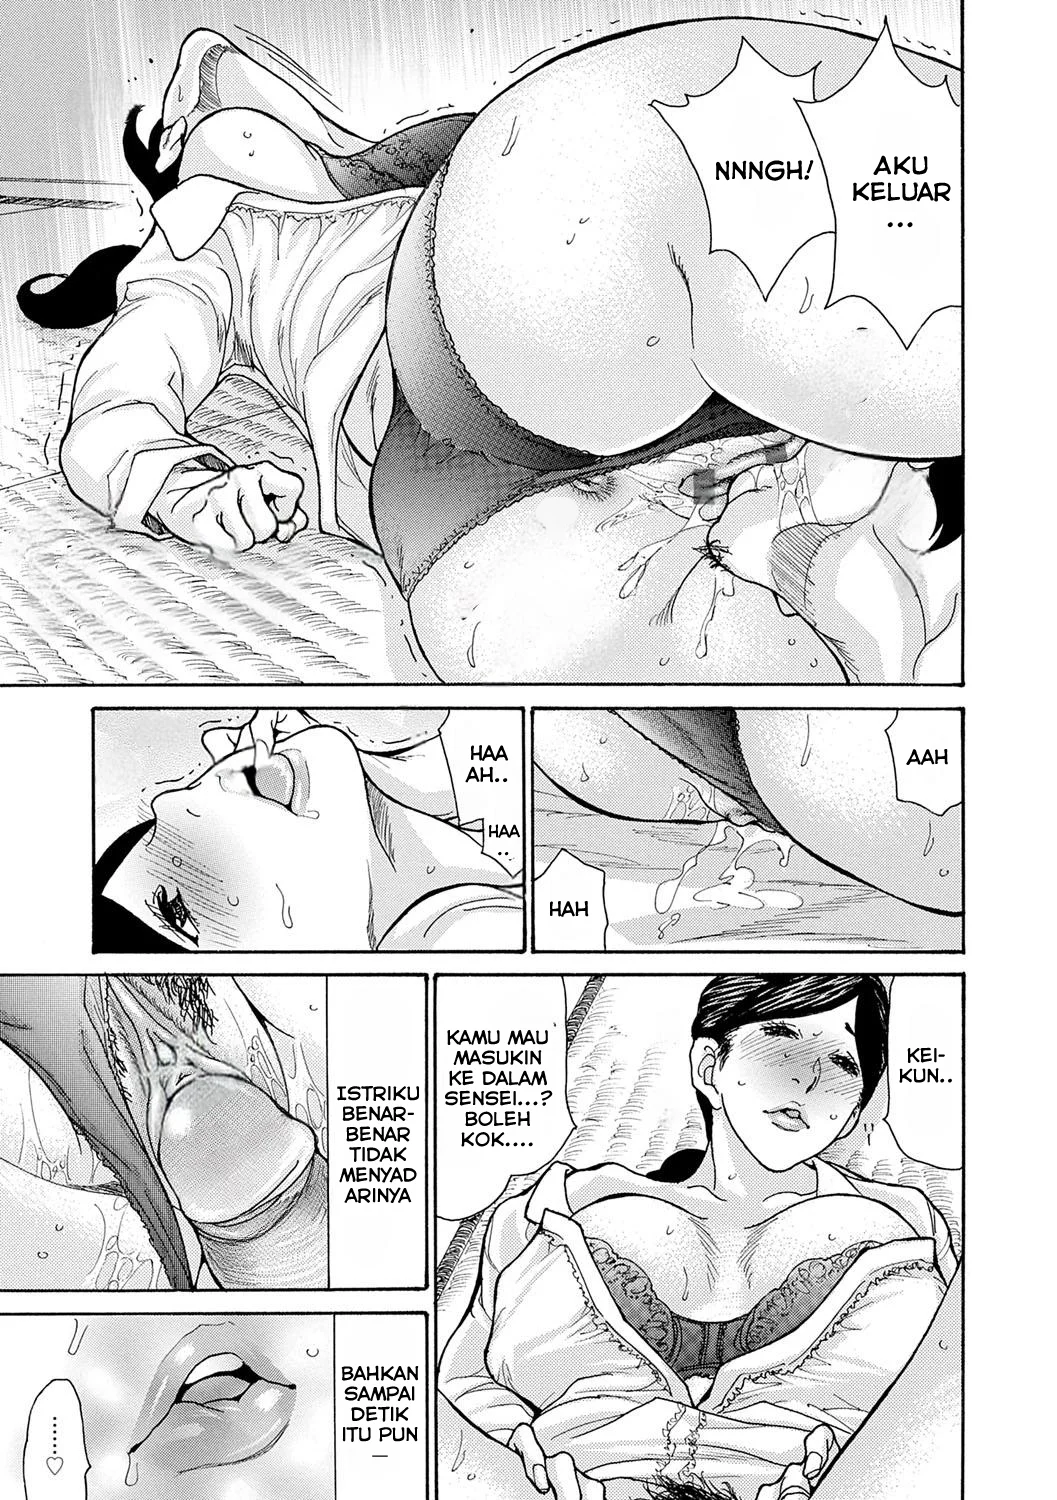 AKU
KELUAR
...
NNNGH!
AAH
HAH
HAA
AH..
HAA
..
KEI-
KUN..
KAMU MAU
MASUKIN
KE DALAM
SENSEI...?
BOLEH
KOK....
ISTRIKU
BENAR-
BENAR
TIDAK
MENYAD
ARINYA
BAHKAN
SAMPAI
DETIK
ITU PUN
—
........♡